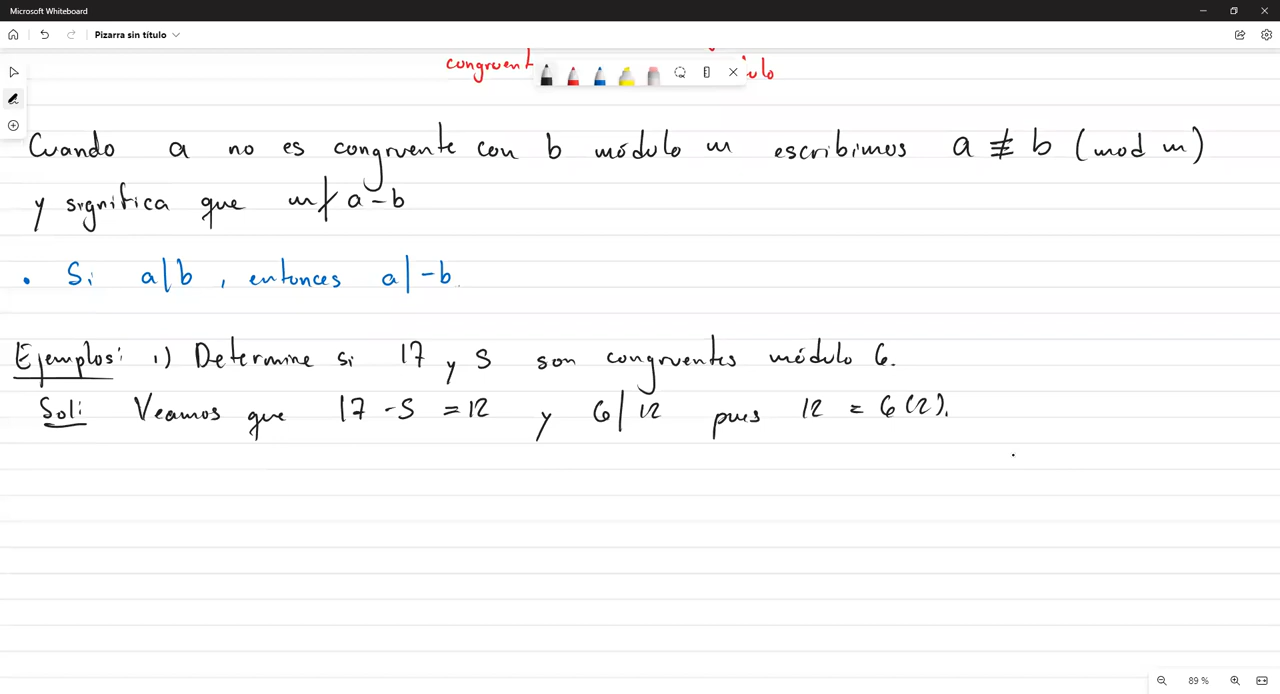 Microsoft Whiteboard
Pizarra sin título
congruent ulo
Cuando a no es congruente con b módulo m escribimos a ≢ b (mod m)
y significa que m∤a-b
• Si a|b, entonces a|-b.
Ejemplos: 1) Determine si 17 y 5 son congruentes módulo 6.
Sol: Veamos que 17-5=12 y 6|12 pues 12 = 6(2).
89 %